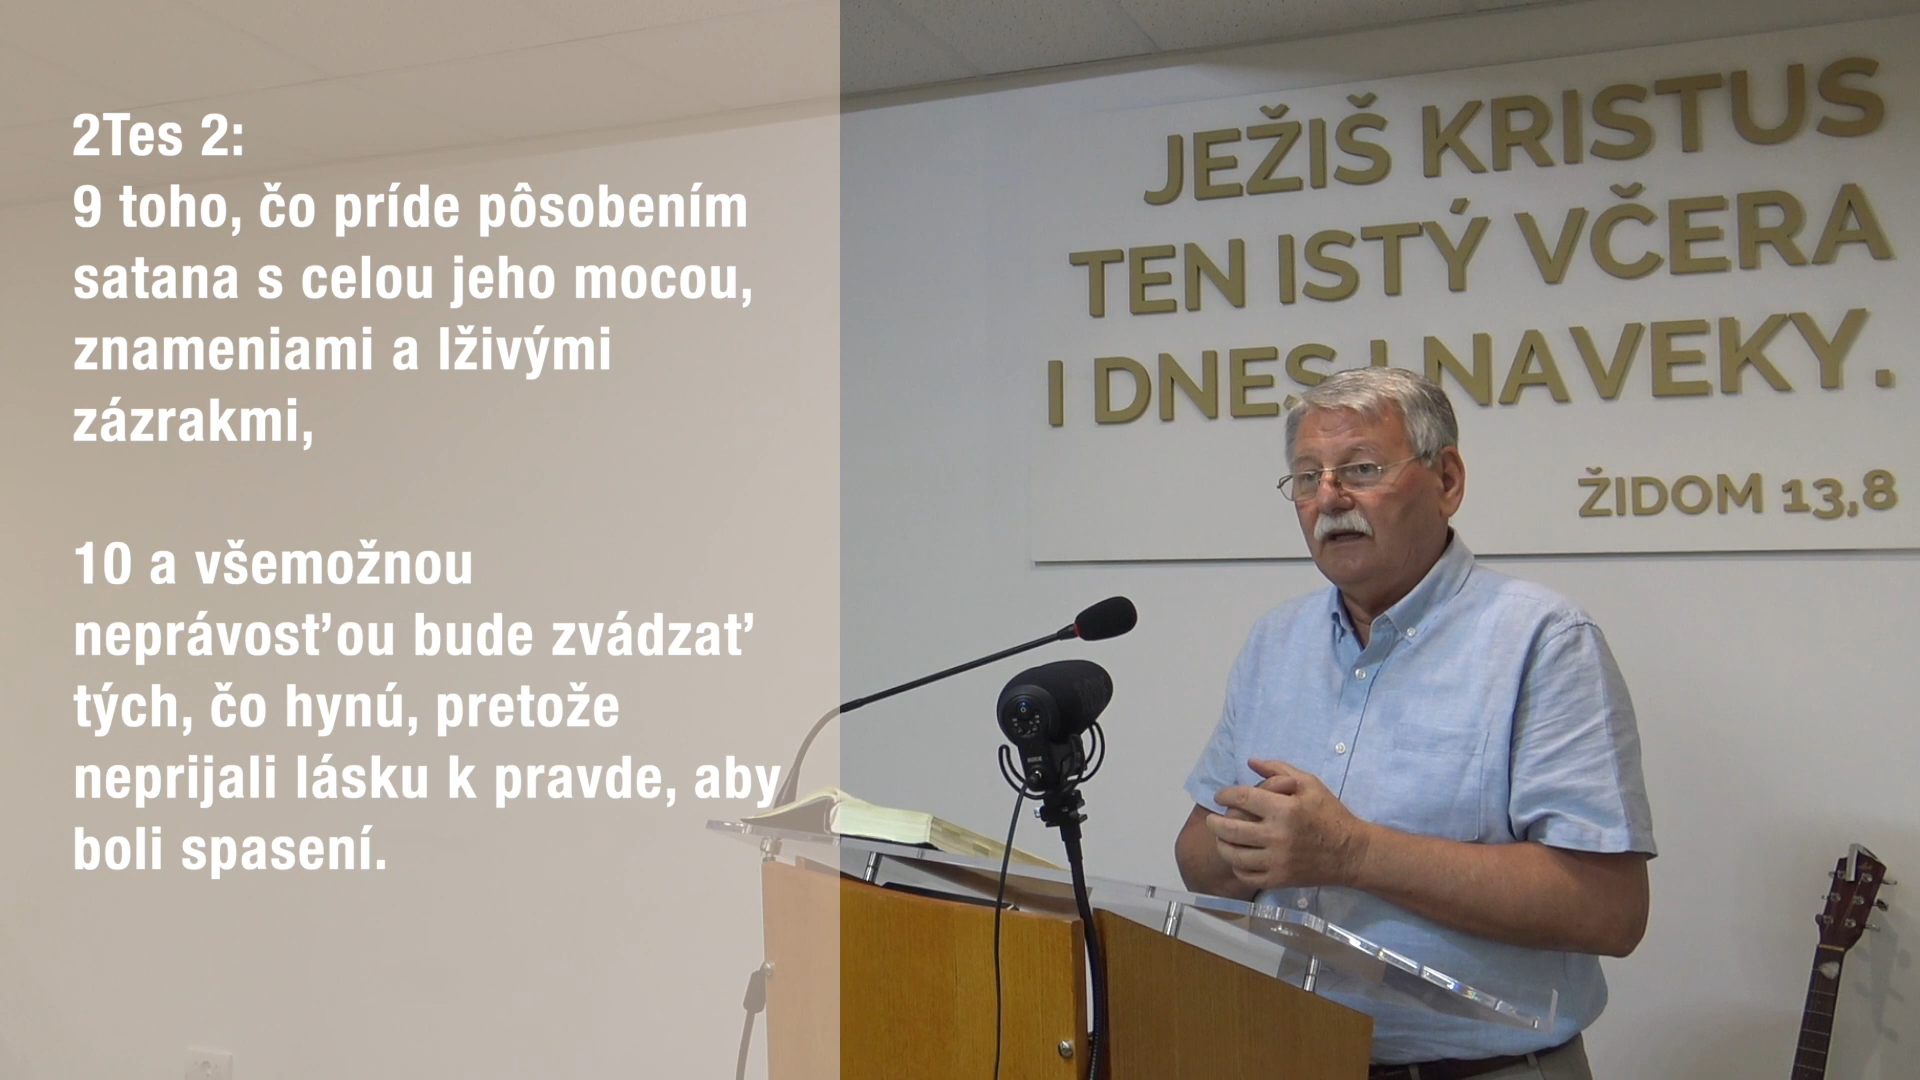 2Tes 2:
9 toho, čo príde pôsobením
satana s celou jeho mocou,
znameniami a lživými
zázrakmi,
10 a všemožnou
neprávosťou bude zvádzať
tých, čo hynú, pretože
neprijali lásku k pravde, aby
boli spasení.
JEŽIŠ KRISTUS
TEN ISTÝ VČERA
I DNES I NAVEKY.
ŽIDOM 13,8